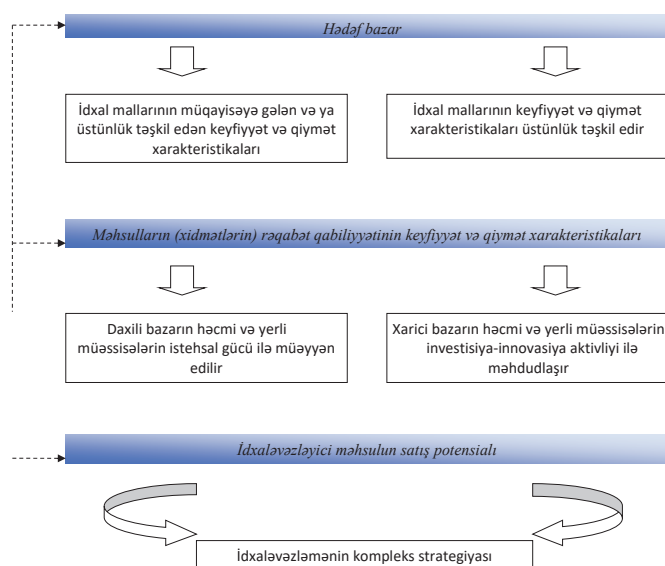 Hədəf bazar
İdxal mallarının müqayisəyə gələn və ya
üstünlük təşkil edən keyfiyyət və qiymət
xarakteristikaları
İdxal mallarının keyfiyyət və qiymət
xarakteristikaları üstünlük təşkil edir
Məhsulların (xidmətlərin) rəqabət qabiliyyətinin keyfiyyət və qiymət xarakteristikaları
Daxili bazarın həcmi və yerli
müəssisələrin istehsal gücü ilə müəyyən
edilir
Xarici bazarın həcmi və yerli müəssisələrin
investisiya-innovasiya aktivliyi ilə
məhdudlaşır
İdxaləvəzləyici məhsulun satış potensialı
İdxaləvəzləmənin kompleks strategiyası